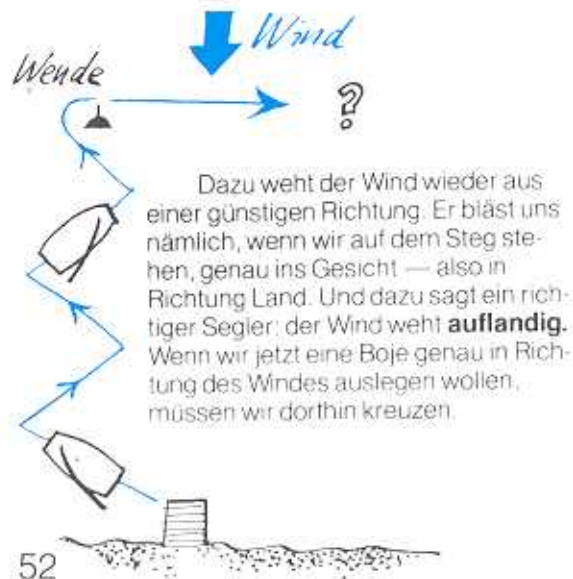 Wind
Wende
?
Dazu weht der Wind wieder aus
einer günstigen Richtung. Er bläst uns
nämlich, wenn wir auf dem Steg ste-
hen, genau ins Gesicht — also in
Richtung Land. Und dazu sagt ein rich-
tiger Segler: der Wind weht auflandig.
Wenn wir jetzt eine Boje genau in Rich-
tung des Windes auslegen wollen,
müssen wir dorthin kreuzen.
52